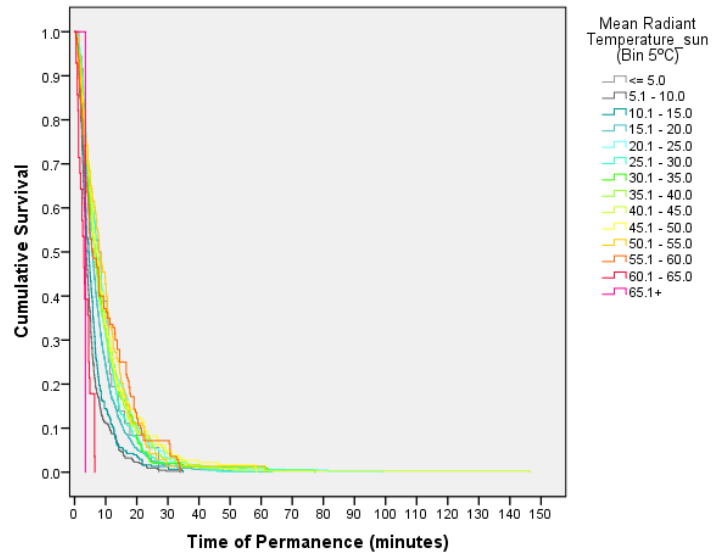 Mean Radiant
Temperature_sun
(Bin 5ºC)
<= 5.0
5.1 - 10.0
10.1 - 15.0
15.1 - 20.0
20.1 - 25.0
25.1 - 30.0
30.1 - 35.0
35.1 - 40.0
40.1 - 45.0
45.1 - 50.0
50.1 - 55.0
55.1 - 60.0
60.1 - 65.0
65.1+
Cumulative Survival
1.0
0.9
0.8
0.7
0.6
0.5
0.4
0.3
0.2
0.1
0.0
0 10 20 30 40 50 60 70 80 90 100 110 120 130 140 150
Time of Permanence (minutes)